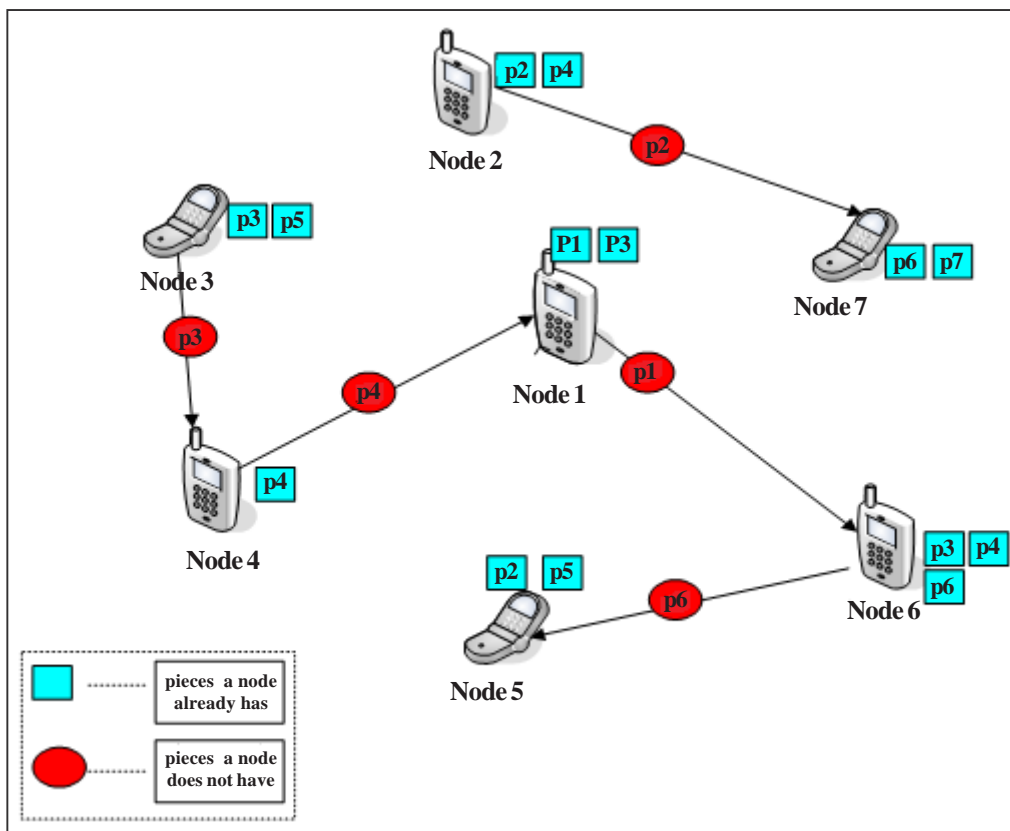 p2 p4
Node 2
p2
p3 p5
Node 3
P1 P3
p6 p7
Node 7
p3
p4
Node 1
p1
p4
Node 4
p3 p4
p6
Node 6
p2 p5
p6
Node 5
pieces a node
already has
pieces a node
does not have